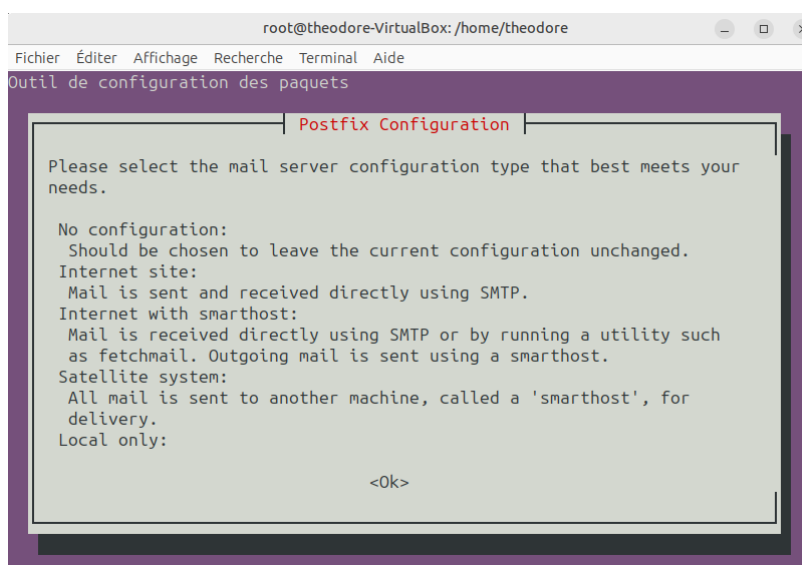 root@theodore-VirtualBox: /home/theodore
Fichier Éditer Affichage Recherche Terminal Aide
Outil de configuration des paquets
Postfix Configuration
Please select the mail server configuration type that best meets your
needs.
No configuration:
Should be chosen to leave the current configuration unchanged.
Internet site:
Mail is sent and received directly using SMTP.
Internet with smarthost:
Mail is received directly using SMTP or by running a utility such
as fetchmail. Outgoing mail is sent using a smarthost.
Satellite system:
All mail is sent to another machine, called a 'smarthost', for
delivery.
Local only:
<Ok>